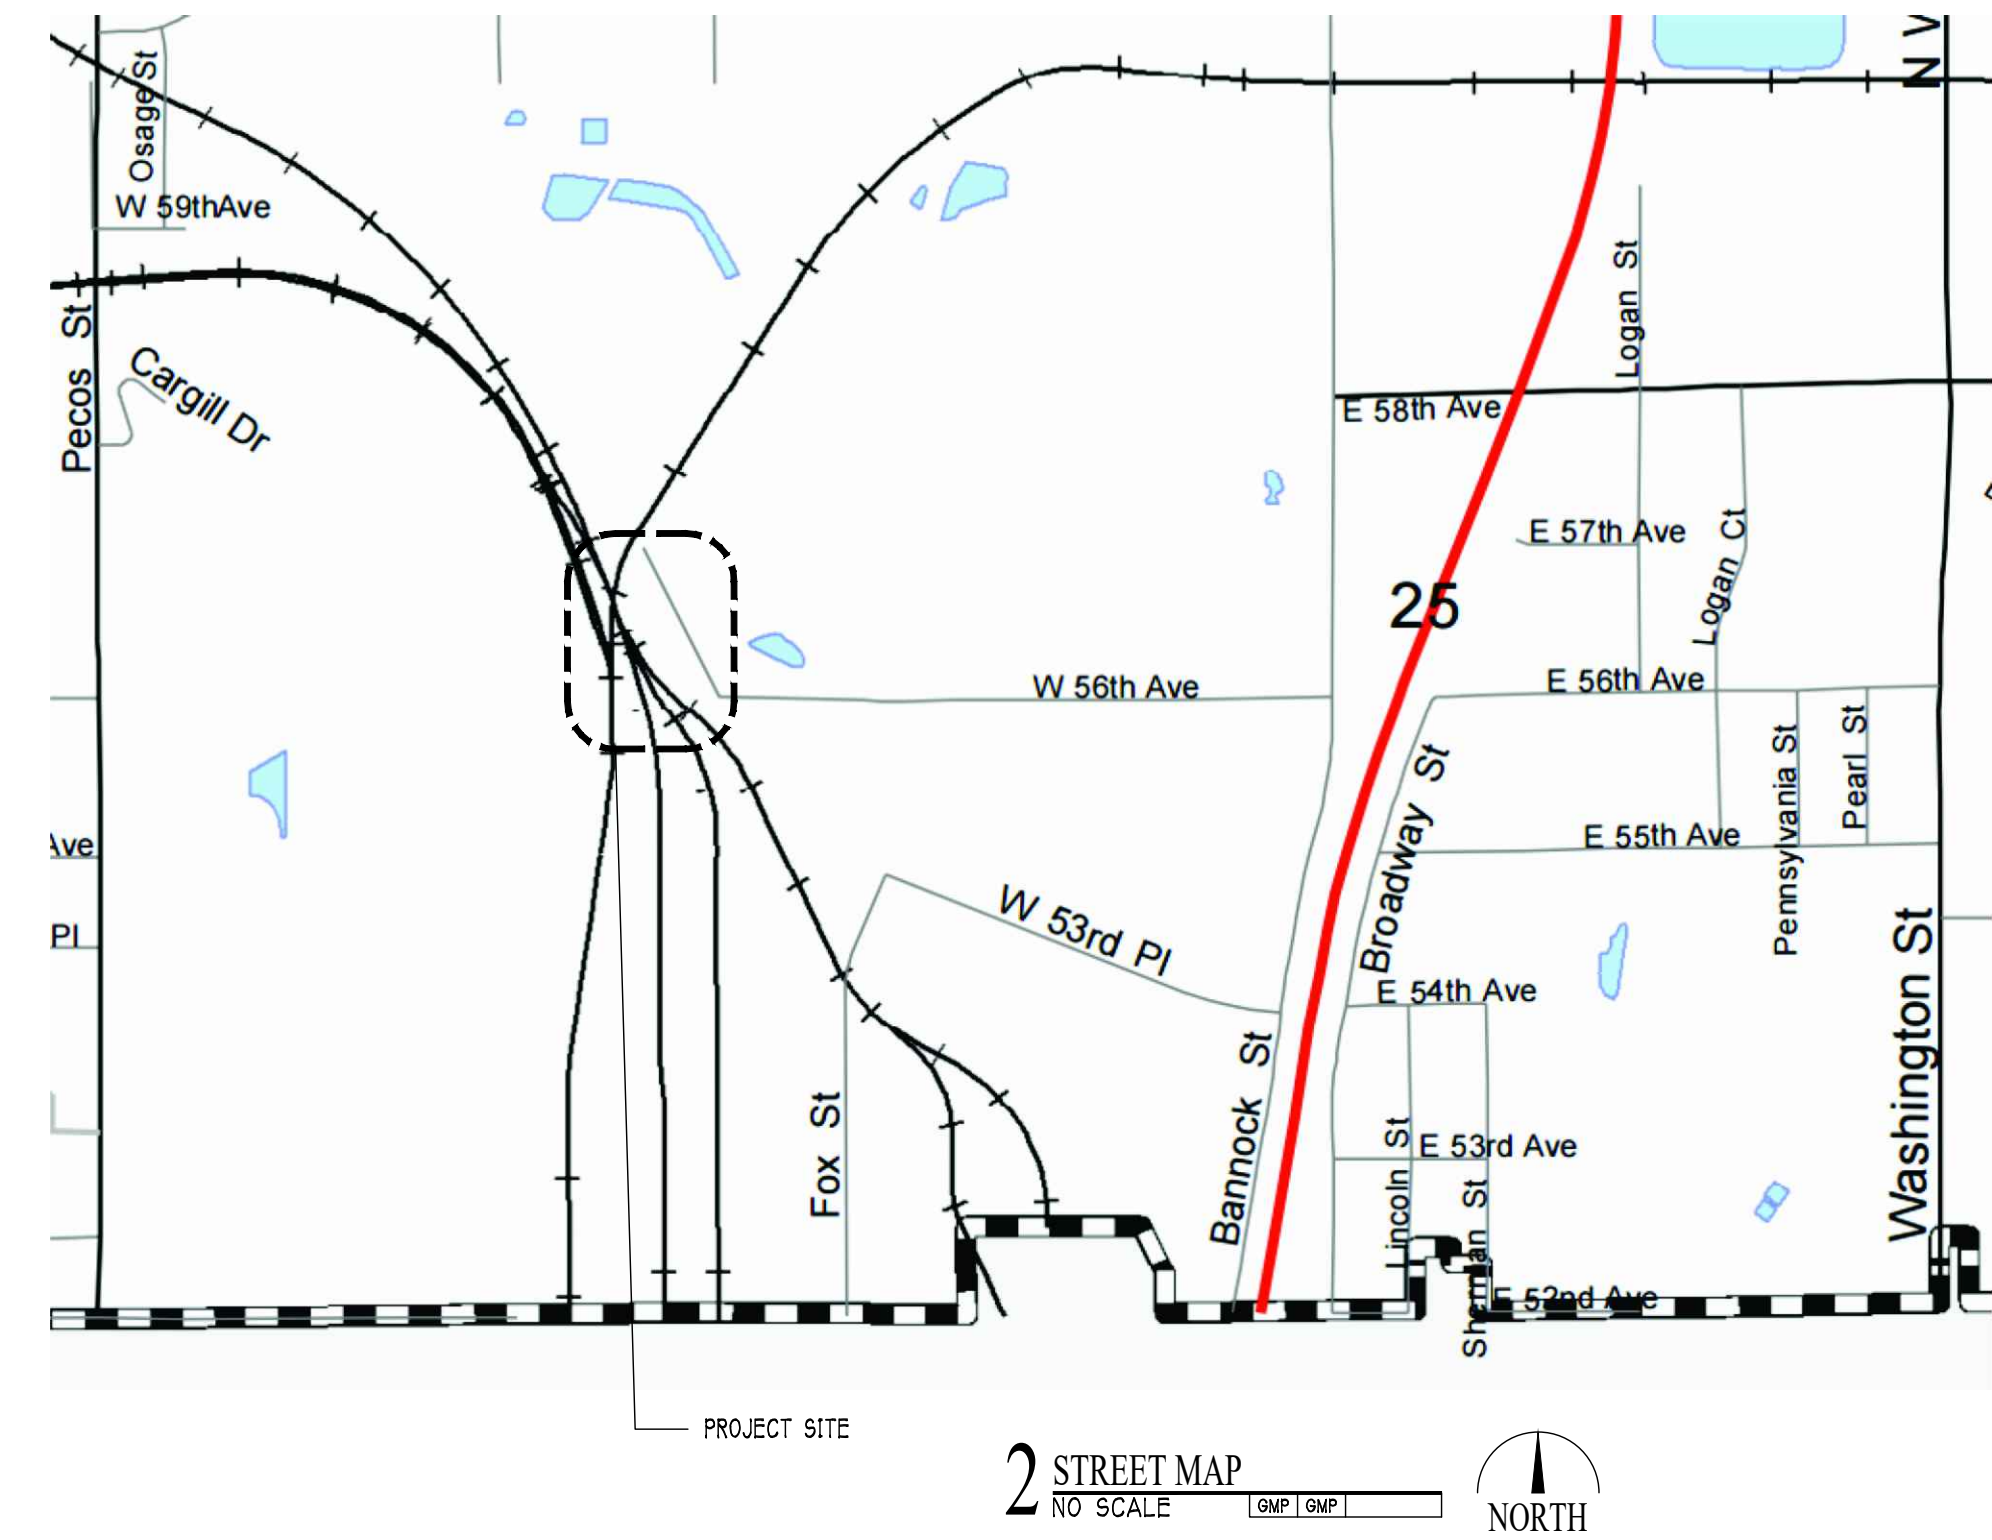 N W
Osage St
W 59thAve
Logan St
Pecos St
Cargill Dr
E 58th Ave
E 57th Ave
Logan Ct
25
W 56th Ave
E 56th Ave
Broadway St
Pennsylvania St
Pearl St
Ave
E 55th Ave
W 53rd Pl
Pl
E 54th Ave
Washington St
Bannock St
Fox St
Lincoln St
E 53rd Ave
Sherman St
E 52nd Ave
PROJECT SITE
2 STREET MAP
NO SCALE
GMP GMP
NORTH